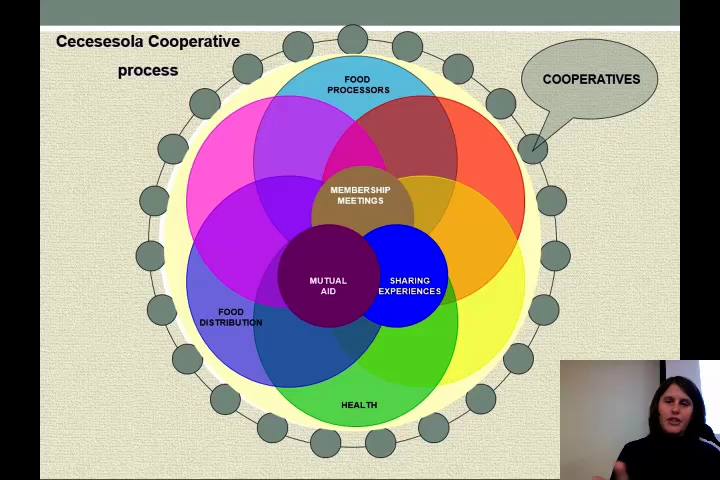 Cecesesola Cooperative
process
FOOD
PROCESSORS
COOPERATIVES
MEMBERSHIP
MEETINGS
MUTUAL
AID
SHARING
EXPERIENCES
FOOD
DISTRIBUTION
HEALTH